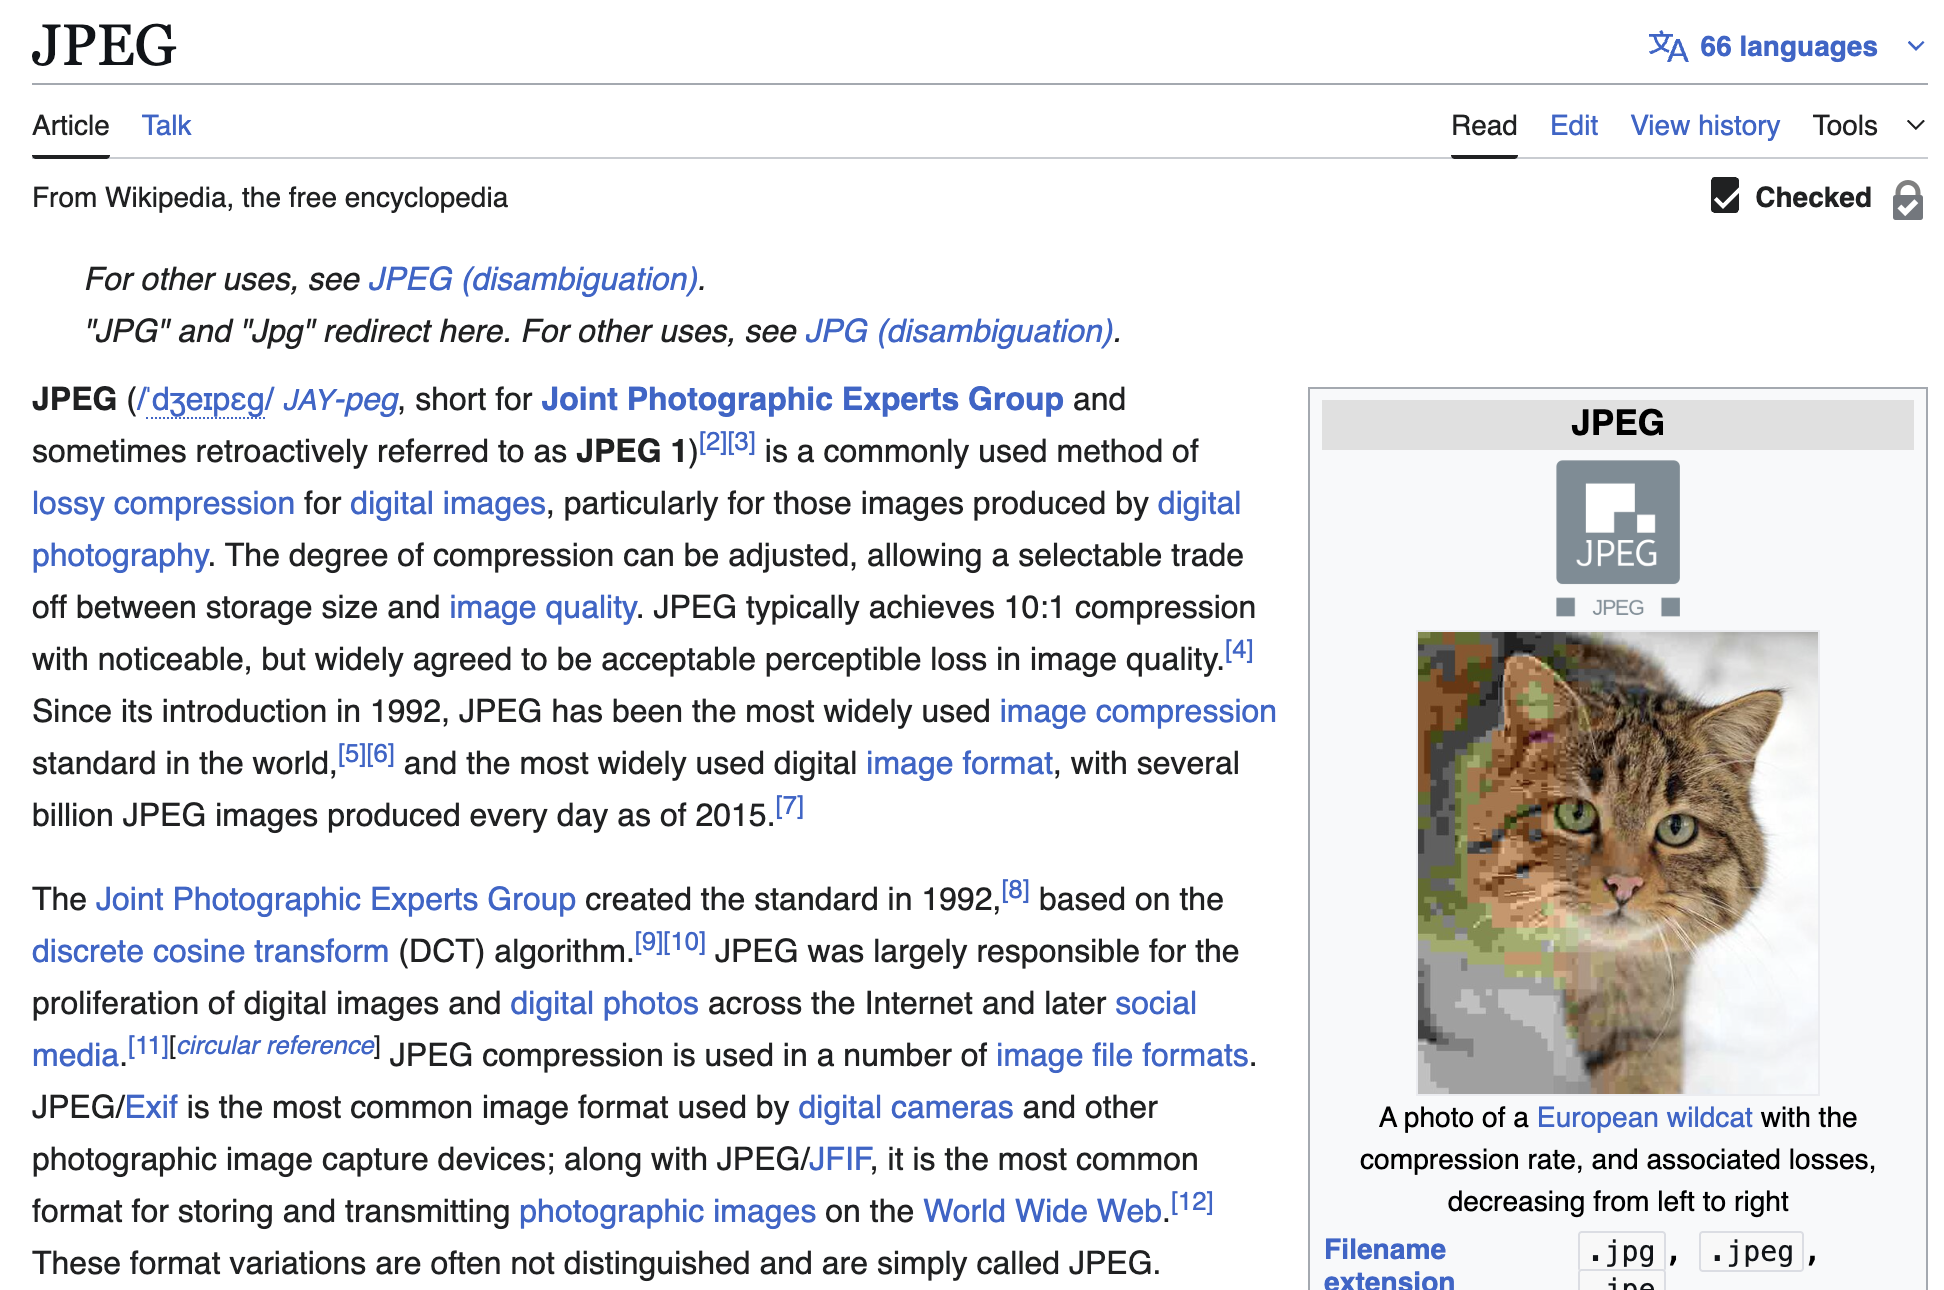 JPEG
66 languages
Article Talk Read Edit View history Tools
From Wikipedia, the free encyclopedia Checked
For other uses, see JPEG (disambiguation).
"JPG" and "Jpg" redirect here. For other uses, see JPG (disambiguation).
JPEG (/ˈdʒeɪpɛɡ/ JAY-peg, short for Joint Photographic Experts Group and
sometimes retroactively referred to as JPEG 1)[2][3] is a commonly used method of
lossy compression for digital images, particularly for those images produced by digital
photography. The degree of compression can be adjusted, allowing a selectable trade
off between storage size and image quality. JPEG typically achieves 10:1 compression
with noticeable, but widely agreed to be acceptable perceptible loss in image quality.[4]
Since its introduction in 1992, JPEG has been the most widely used image compression
standard in the world,[5][6] and the most widely used digital image format, with several
billion JPEG images produced every day as of 2015.[7]
The Joint Photographic Experts Group created the standard in 1992,[8] based on the
discrete cosine transform (DCT) algorithm.[9][10] JPEG was largely responsible for the
proliferation of digital images and digital photos across the Internet and later social
media.[11][circular reference] JPEG compression is used in a number of image file formats.
JPEG/Exif is the most common image format used by digital cameras and other
photographic image capture devices; along with JPEG/JFIF, it is the most common
format for storing and transmitting photographic images on the World Wide Web.[12]
These format variations are often not distinguished and are simply called JPEG.
JPEG
JPEG
JPEG
A photo of a European wildcat with the
compression rate, and associated losses,
decreasing from left to right
Filename .jpg, .jpeg,
extension .jpe